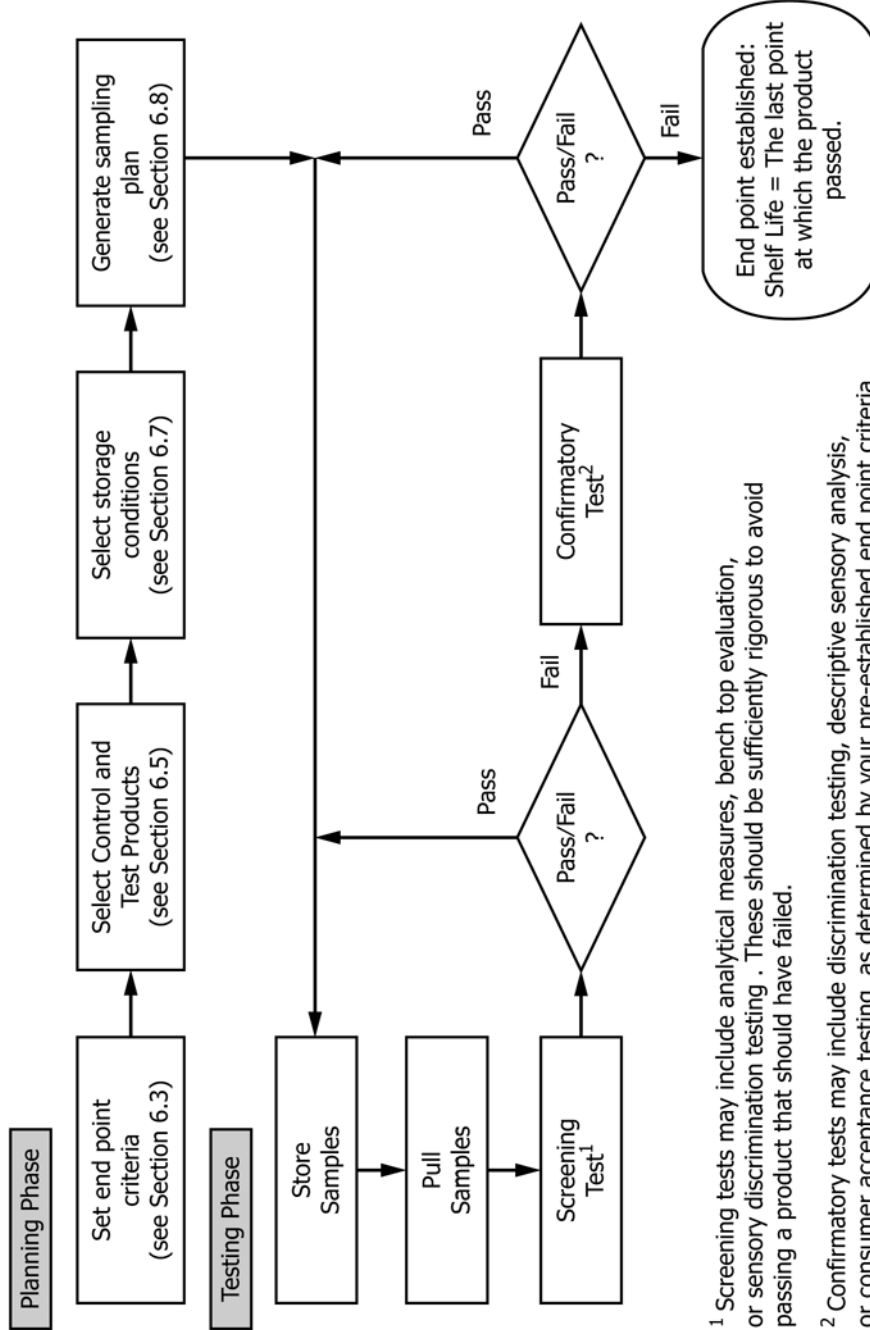 Planning Phase
Set end point
criteria
(see Section 6.3)
Select Control and
Test Products
(see Section 6.5)
Select storage
conditions
(see Section 6.7)
Generate sampling
plan
(see Section 6.8)
Testing Phase
Store
Samples
Pull
Samples
Screening
Test1
Pass/Fail
?
Pass
Fail
Confirmatory
Test2
Pass/Fail
?
Pass
Fail
End point established:
Shelf Life = The last point
at which the product
passed.
1 Screening tests may include analytical measures, bench top evaluation,
or sensory discrimination testing . These should be sufficiently rigorous to avoid
passing a product that should have failed.
2 Confirmatory tests may include discrimination testing, descriptive sensory analysis,
or consumer acceptance testing, as determined by your pre-established end point criteria